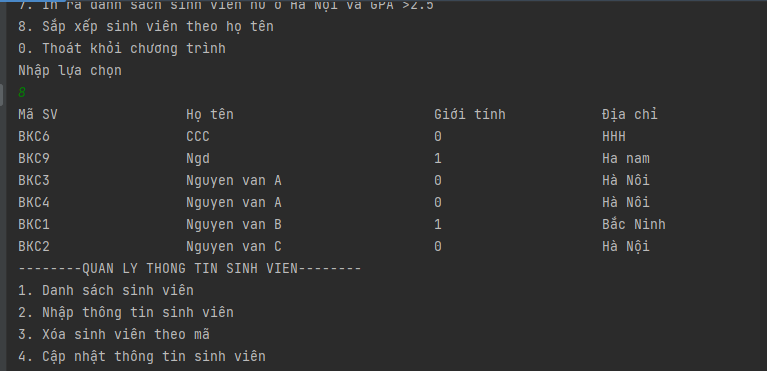 7. In ra danh sách sinh viên nữ ở Hà Nội và GPA >2.5
8. Sắp xếp sinh viên theo họ tên
0. Thoát khỏi chương trình
Nhập lựa chọn
8
Mã SV Họ tên Giới tính Địa chỉ
BKC6 CCC 0 HHH
BKC9 Ngd 1 Ha nam
BKC3 Nguyen van A 0 Hà Nôi
BKC4 Nguyen van A 0 Hà Nôi
BKC1 Nguyen van B 1 Bắc Ninh
BKC2 Nguyen van C 0 Hà Nội
--------QUAN LY THONG TIN SINH VIEN--------
1. Danh sách sinh viên
2. Nhập thông tin sinh viên
3. Xóa sinh viên theo mã
4. Cập nhật thông tin sinh viên